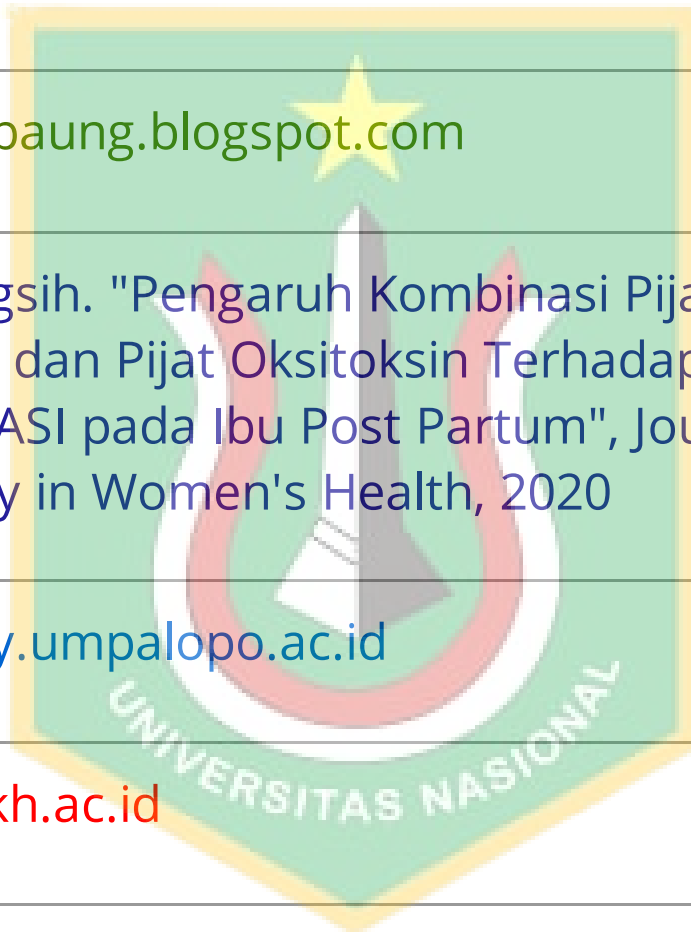 paung.blogspot.com
gsih. "Pengaruh Kombinasi Pija
dan Pijat Oksitoksin Terhadap
ASI pada Ibu Post Partum", Jou
y in Women's Health, 2020
y.umpalopo.ac.id
kh.ac.id
UNIVERSITAS NASIONAL